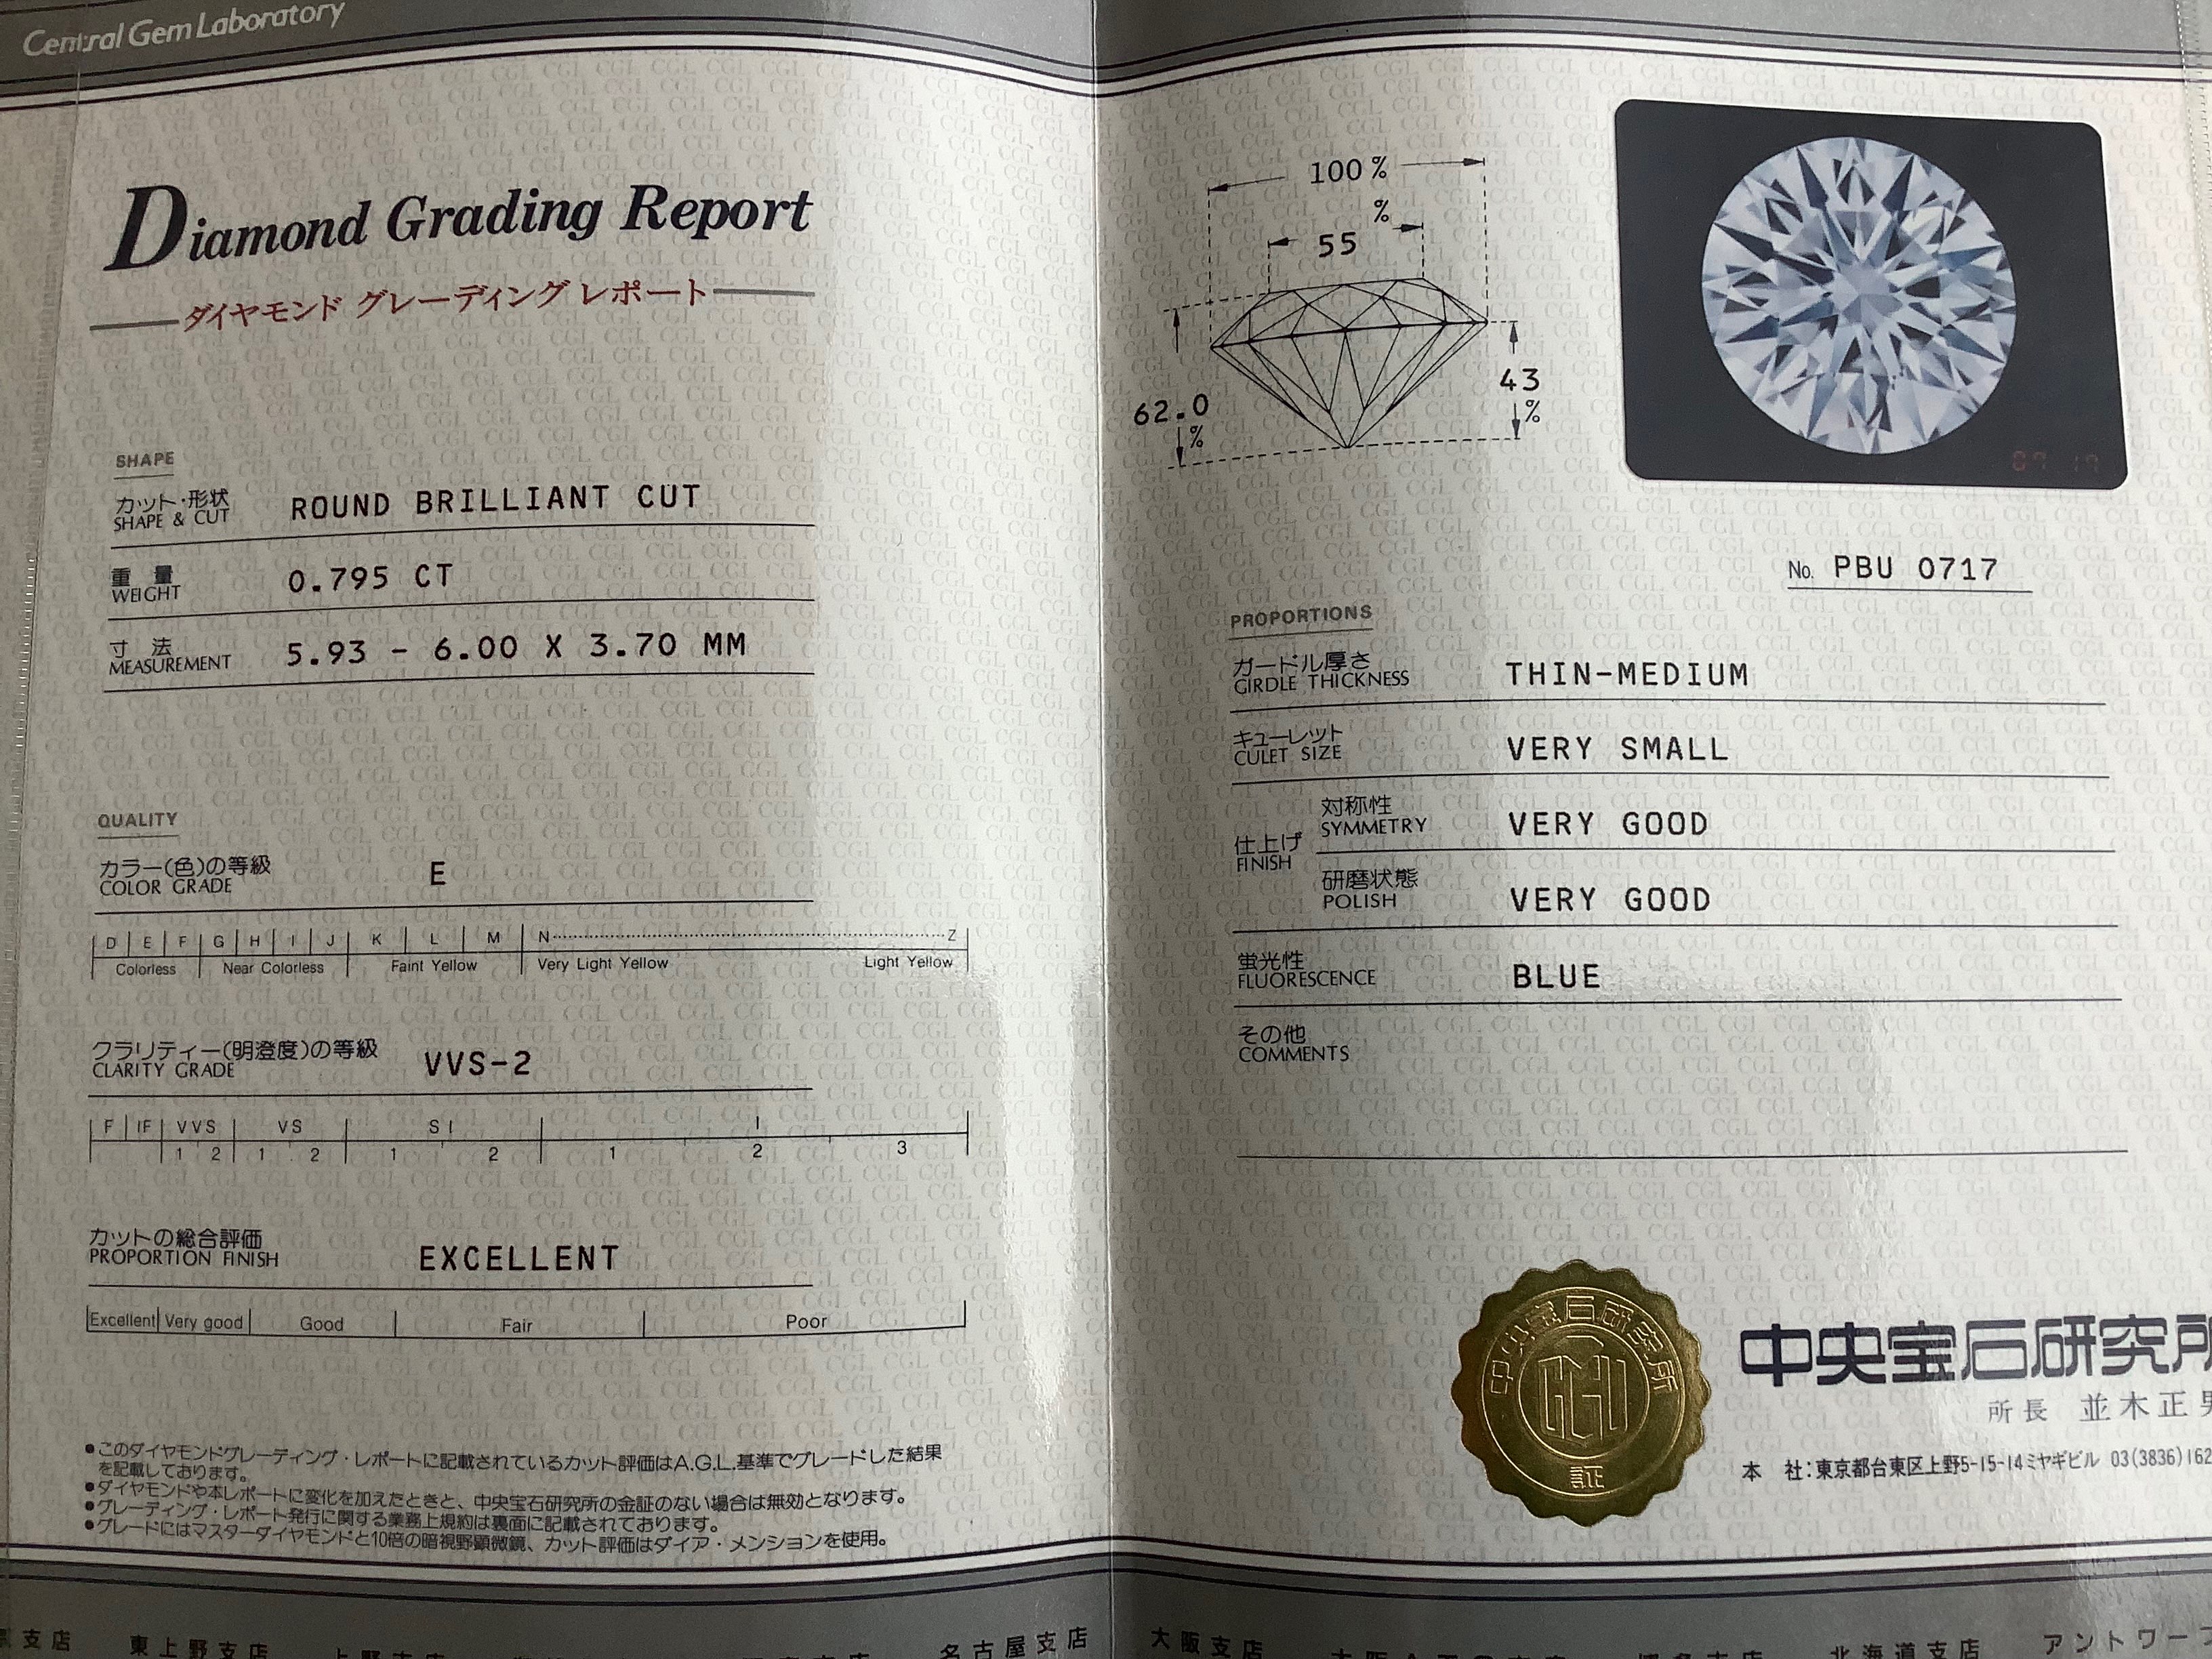 Central Gem Laboratory
Diamond Grading Report
ダイヤモンド グレーディング レポート
SHAPE
カット・形状
SHAPE & CUT
ROUND BRILLIANT CUT
重量
WEIGHT
0.795 CT
寸法
MEASUREMENT
5.93 - 6.00 X 3.70 MM
QUALITY
カラー(色)の等級
COLOR GRADE
E
D E F G H I J K L M N Z
Colorless Near Colorless Faint Yellow Very Light Yellow Light Yellow
クラリティー(明澄度)の等級
CLARITY GRADE
VVS-2
F IF VVS VS SI I
1 2 1 2 1 2 1 2 3
カットの総合評価
PROPORTION FINISH
EXCELLENT
Excellent Very good Good Fair Poor
●このダイヤモンドグレーディング・レポートに記載されているカット評価はA.G.L.基準でグレードした結果
を記載しております。
●ダイヤモンドや本レポートに変化を加えたときと、中央宝石研究所の金証のない場合は無効となります。
●グレーディング・レポート発行に関する業務上規約は裏面に記載されております。
●グレードにはマスターダイヤモンドと10倍の暗視野顕微鏡、カット評価はダイア・メンションを使用。
100 %
%
55
62.0
%
43
%
07 17
No. PBU 0717
PROPORTIONS
ガードル厚さ
GIRDLE THICKNESS
THIN-MEDIUM
キューレット
CULET SIZE
VERY SMALL
仕上げ
FINISH
対称性
SYMMETRY
VERY GOOD
研磨状態
POLISH
VERY GOOD
蛍光性
FLUORESCENCE
BLUE
その他
COMMENTS
中央宝石研究所
証
中央宝石研究所
所長 並木正男
本 社:東京都台東区上野5-15-14ミヤギビル 03(3836)162
支店 東上野支店 上野支店 名古屋支店 大阪支店 北海道支店 アントワープ